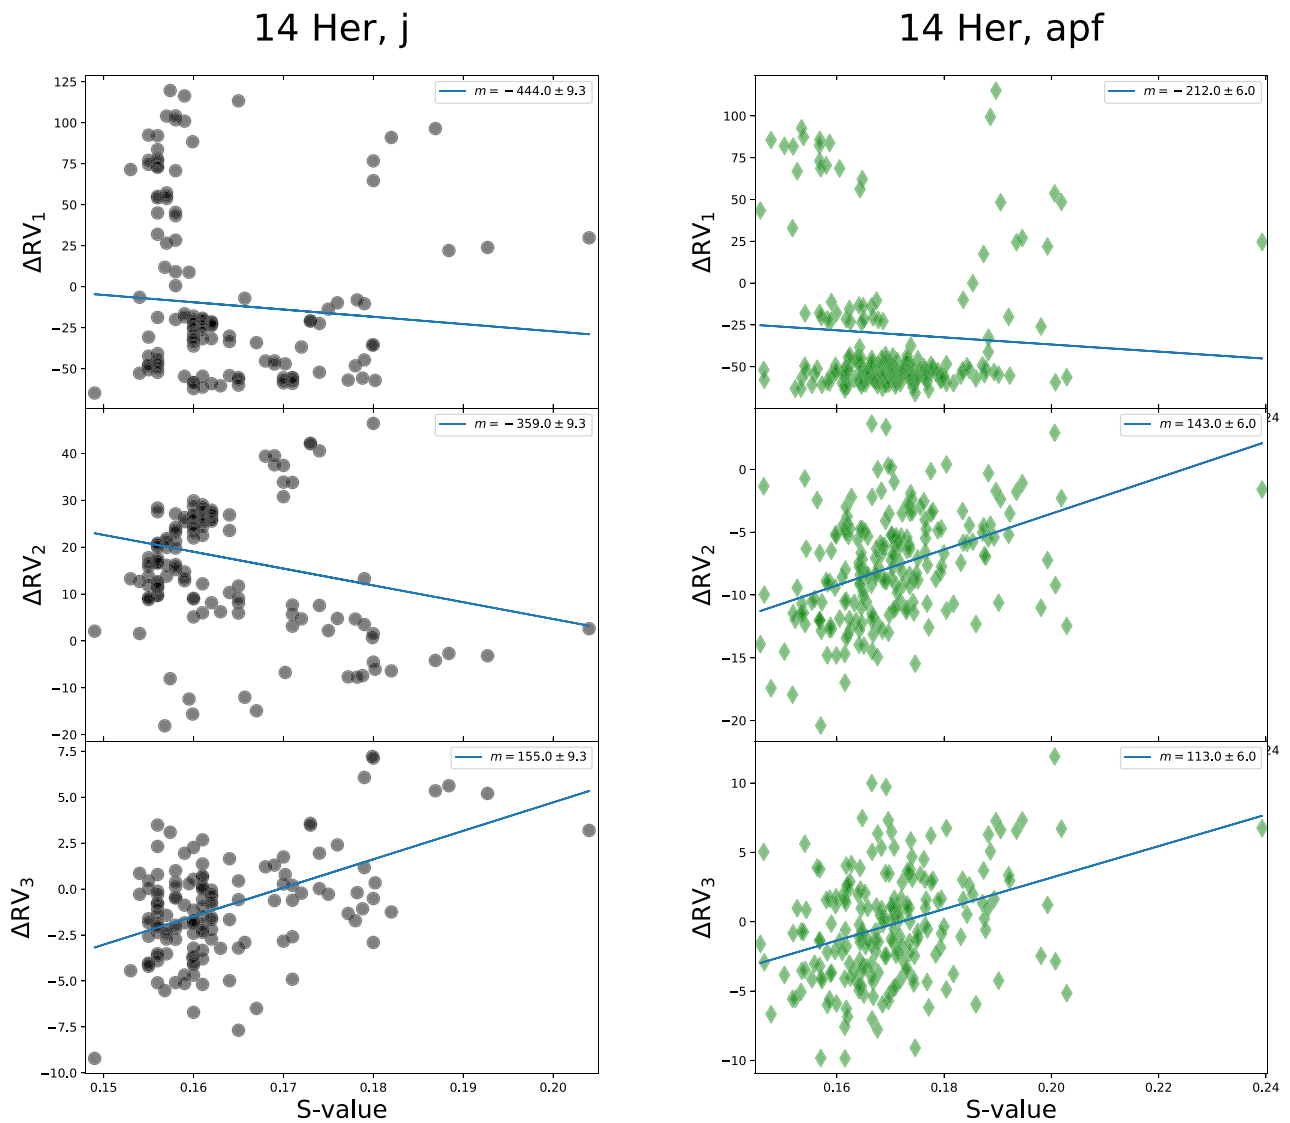 14 Her, j
125
100
75
50
25
0
−25
−50
ΔRV₁
m = −444.0 ± 9.3
40
30
20
10
0
−10
−20
ΔRV₂
m = −359.0 ± 9.3
7.5
5.0
2.5
0.0
−2.5
−5.0
−7.5
−10.0
ΔRV₃
m = 155.0 ± 9.3
0.15 0.16 0.17 0.18 0.19 0.20
S-value
14 Her, apf
100
75
50
25
0
−25
−50
ΔRV₁
m = −212.0 ± 6.0
24
0
−5
−10
−15
−20
ΔRV₂
m = 143.0 ± 6.0
24
10
5
0
−5
−10
ΔRV₃
m = 113.0 ± 6.0
0.16 0.18 0.20 0.22 0.24
S-value